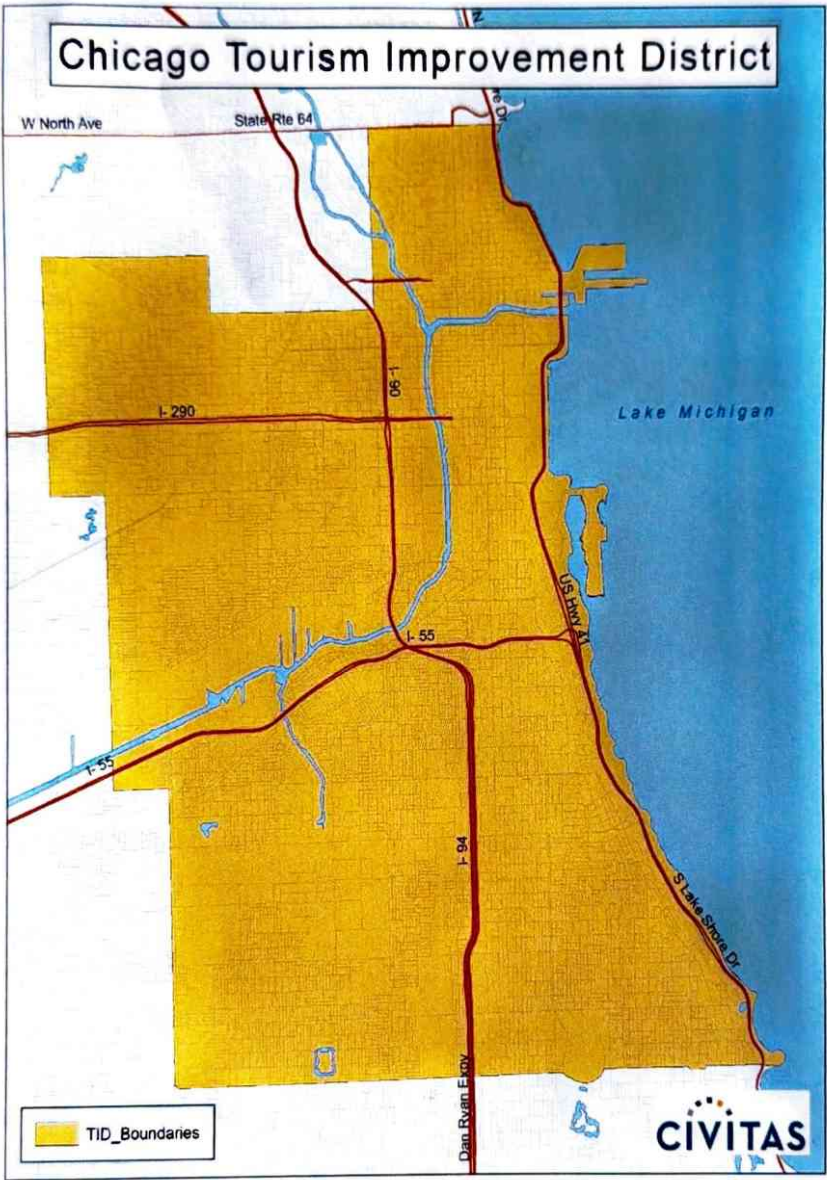 Chicago Tourism Improvement District
W North Ave
State Rte 64
e Dr
I- 90
I- 290
Lake Michigan
US Hwy 41
I- 55
I- 55
I- 94
S Lake Shore Dr
Dan Ryan Expy
TID_Boundaries
CIVITAS